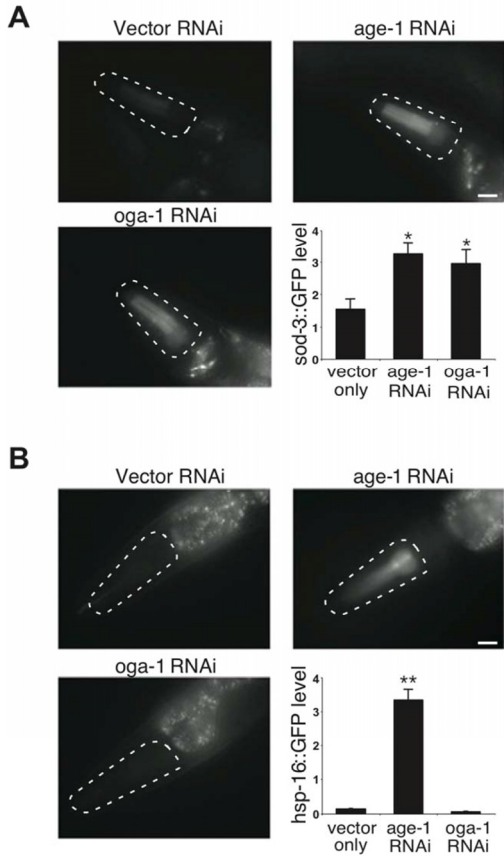 A
Vector RNAi
age-1 RNAi
oga-1 RNAi
sod-3::GFP level
4
3
2
1
0
*
*
vector only
age-1 RNAi
oga-1 RNAi
B
Vector RNAi
age-1 RNAi
oga-1 RNAi
hsp-16::GFP level
4
3
2
1
0
**
vector only
age-1 RNAi
oga-1 RNAi